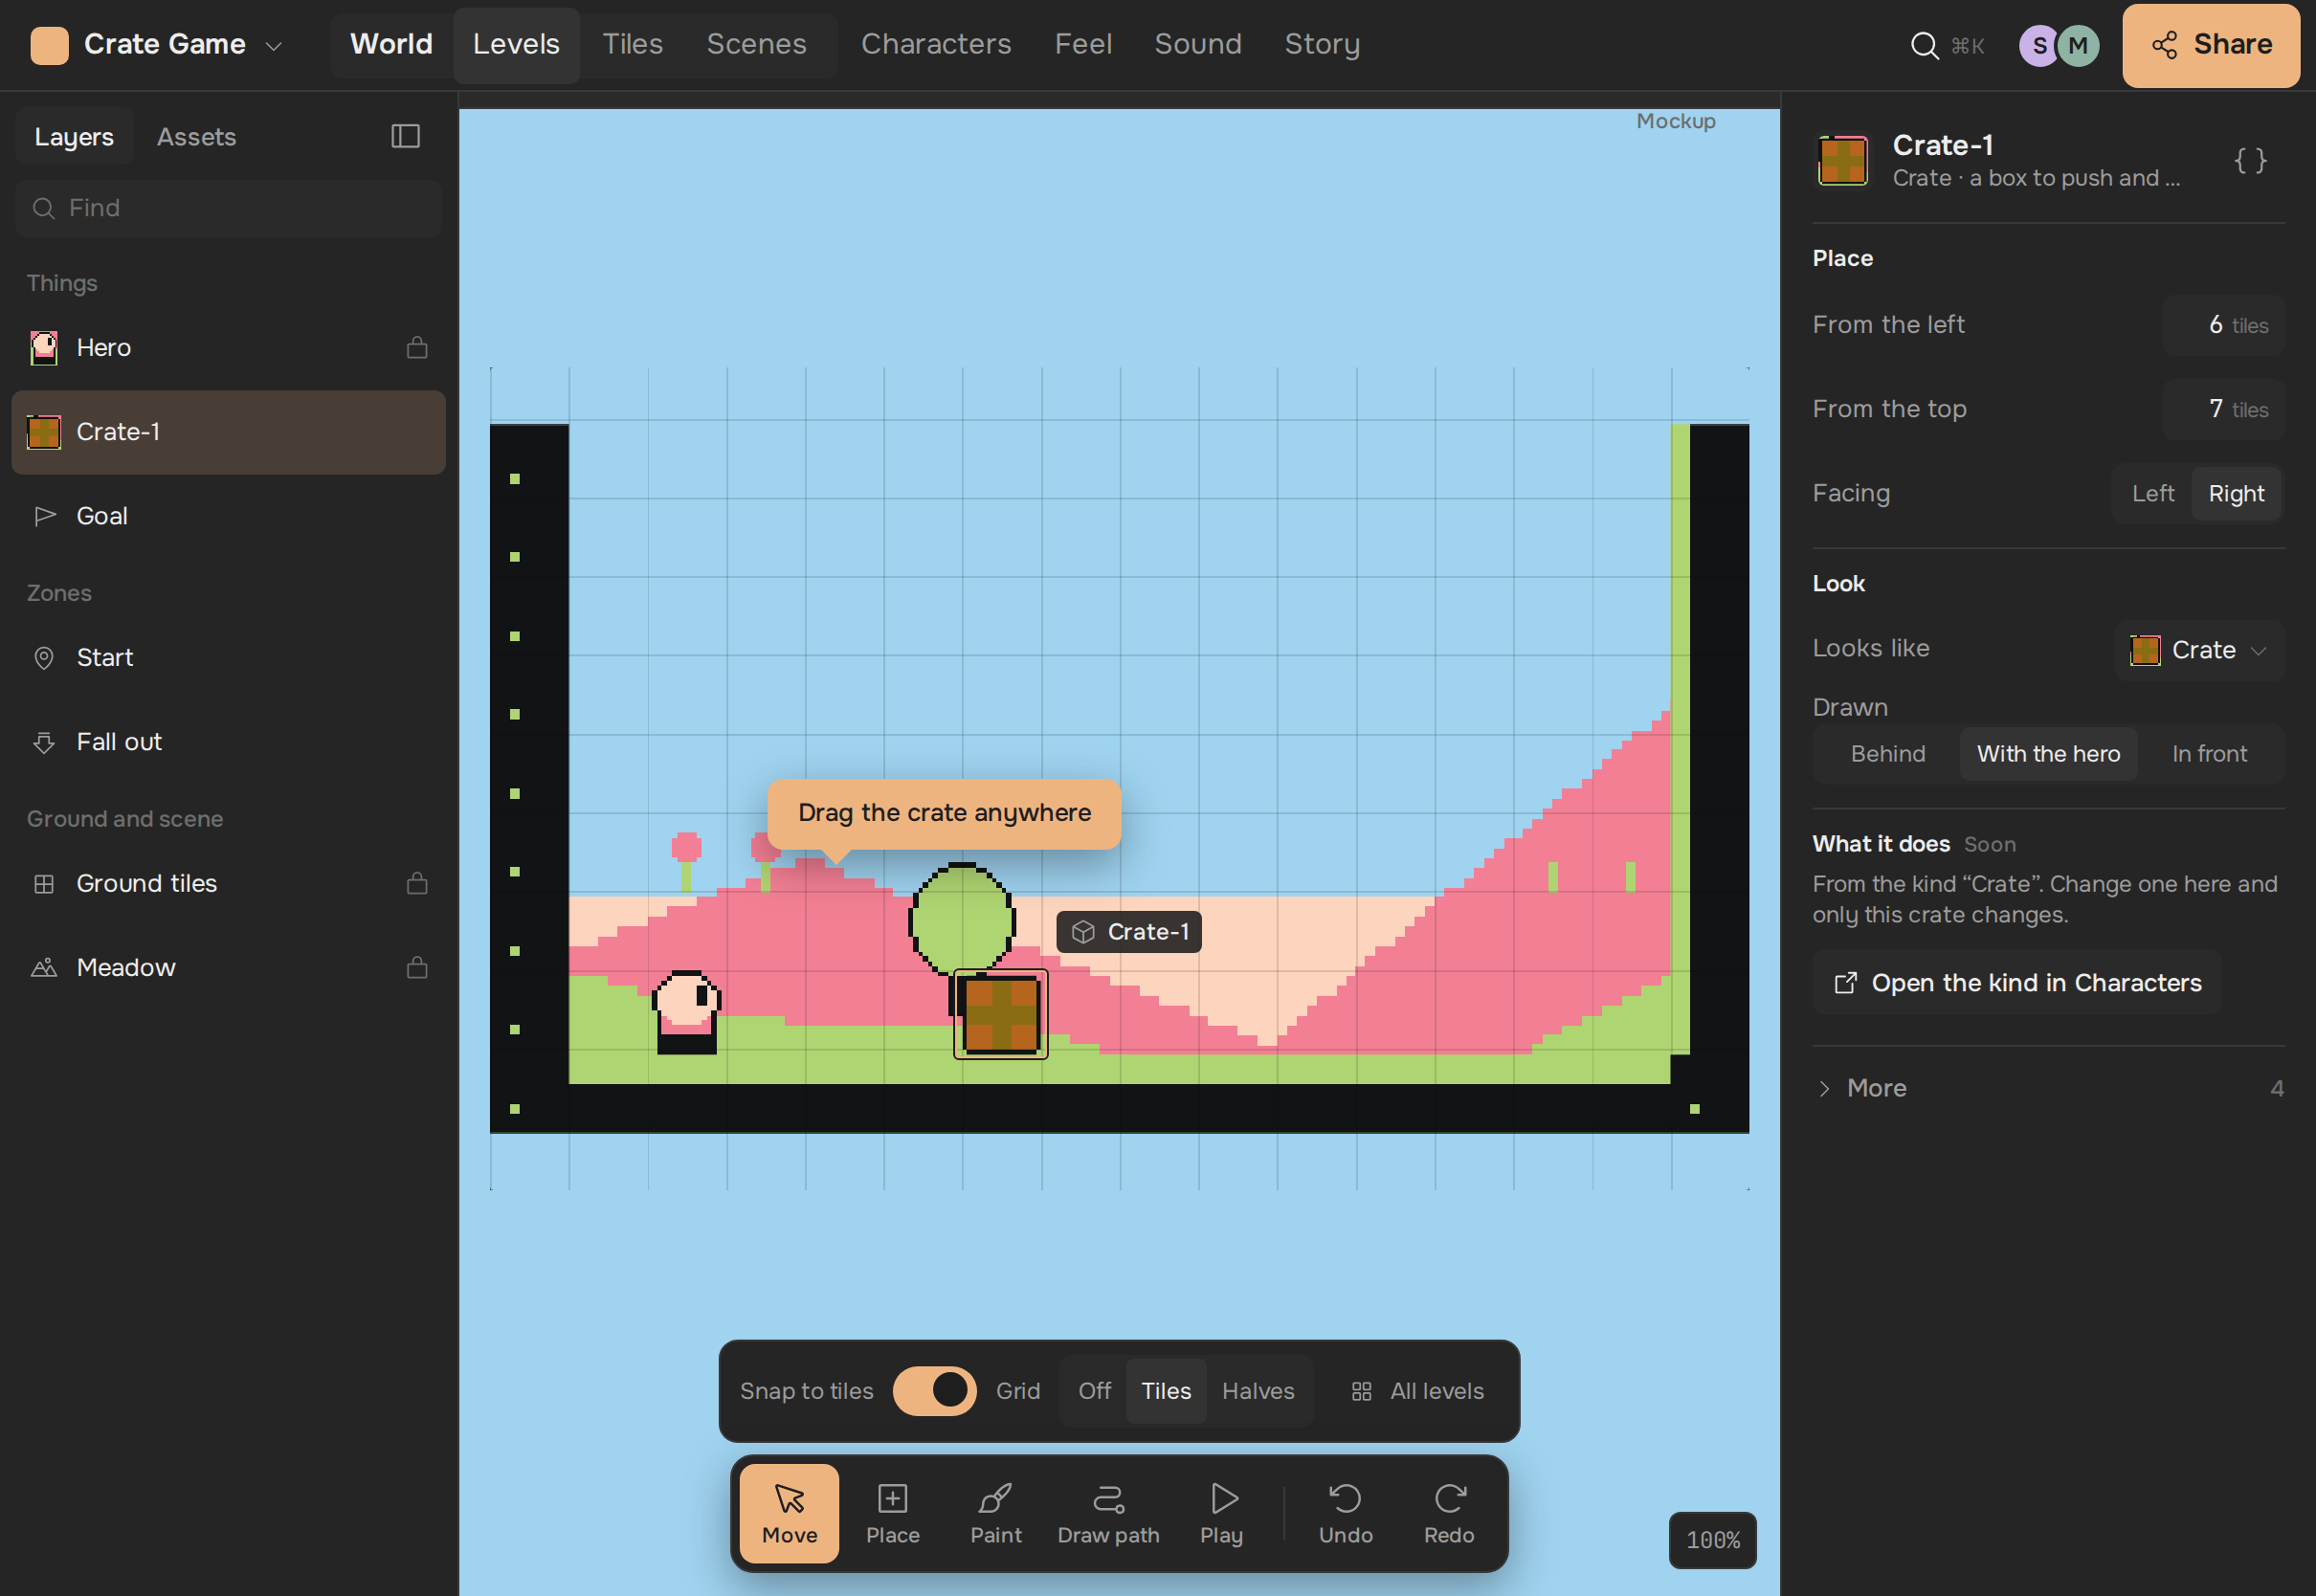 Crate Game
World
Levels
Tiles
Scenes
Characters
Feel
Sound
Story
⌘K
S
M
Share
Layers
Assets
Find
Things
Hero
Crate-1
Goal
Zones
Start
Fall out
Ground and scene
Ground tiles
Meadow
Mockup
Drag the crate anywhere
Crate-1
Snap to tiles
Grid
Off
Tiles
Halves
All levels
Move
Place
Paint
Draw path
Play
Undo
Redo
100%
Crate-1
Crate · a box to push and ...
{ }
Place
From the left
6 tiles
From the top
7 tiles
Facing
Left
Right
Look
Looks like
Crate
Drawn
Behind
With the hero
In front
What it does Soon
From the kind “Crate”. Change one here and
only this crate changes.
Open the kind in Characters
More
4